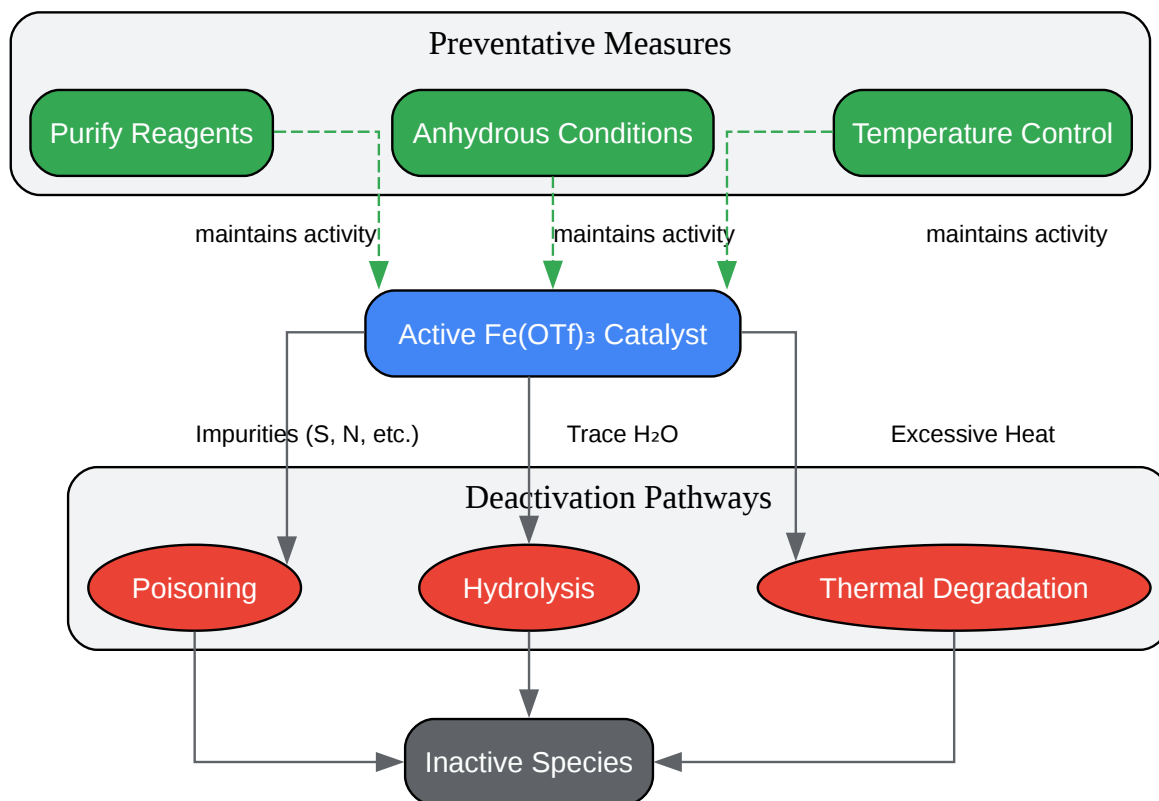 Preventative Measures
Purify Reagents
Anhydrous Conditions
Temperature Control
maintains activity
maintains activity
maintains activity
Active Fe(OTf)₃ Catalyst
Impurities (S, N, etc.)
Trace H₂O
Excessive Heat
Deactivation Pathways
Poisoning
Hydrolysis
Thermal Degradation
Inactive Species